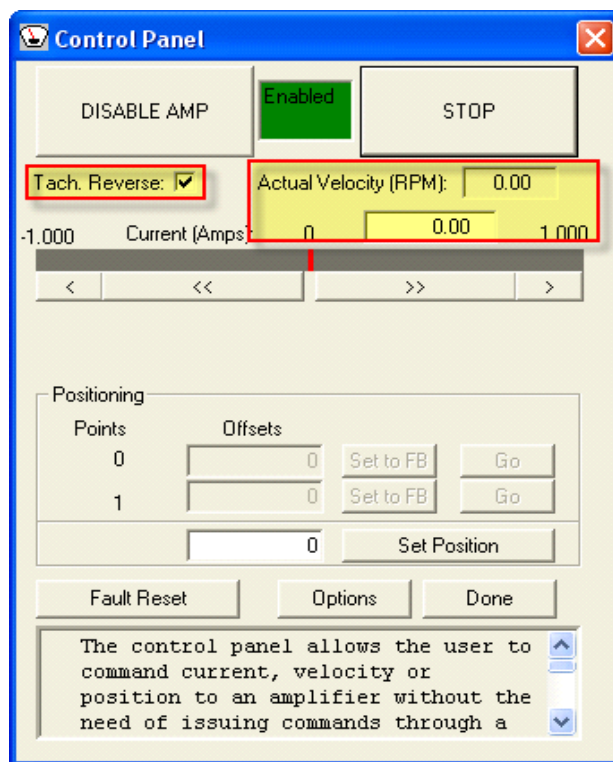 Control Panel
DISABLE AMP
Enabled
STOP
Tach. Reverse:
Actual Velocity (RPM): 0.00
-1.000 Current (Amps): 0 0.00 1.000
< << >> >
Positioning
Points Offsets
0 0 Set to FB Go
1 0 Set to FB Go
0 Set Position
Fault Reset Options Done
The control panel allows the user to
command current, velocity or
position to an amplifier without the
need of issuing commands through a